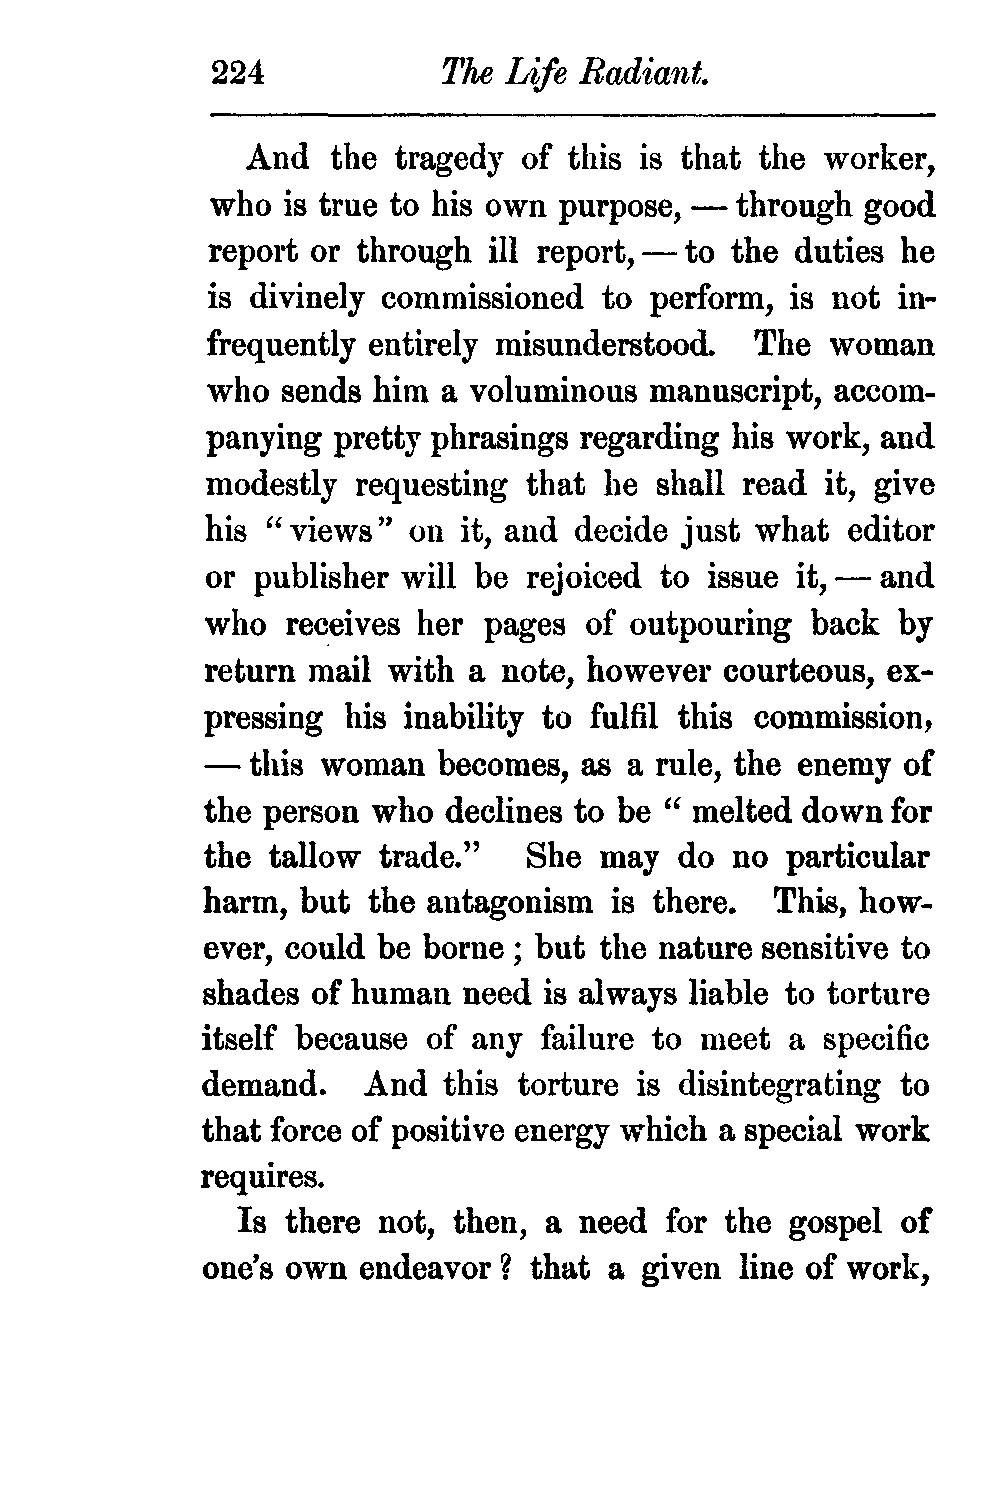 224 The Life Radiant.
And the tragedy of this is that the worker,
who is true to his own purpose, — through good
report or through ill report, — to the duties he
is divinely commissioned to perform, is not in-
frequently entirely misunderstood. The woman
who sends him a voluminous manuscript, accom-
panying pretty phrasings regarding his work, and
modestly requesting that he shall read it, give
his “views” on it, and decide just what editor
or publisher will be rejoiced to issue it, — and
who receives her pages of outpouring back by
return mail with a note, however courteous, ex-
pressing his inability to fulfil this commission,
— this woman becomes, as a rule, the enemy of
the person who declines to be “ melted down for
the tallow trade.” She may do no particular
harm, but the antagonism is there. This, how-
ever, could be borne ; but the nature sensitive to
shades of human need is always liable to torture
itself because of any failure to meet a specific
demand. And this torture is disintegrating to
that force of positive energy which a special work
requires.
Is there not, then, a need for the gospel of
one's own endeavor ? that a given line of work,